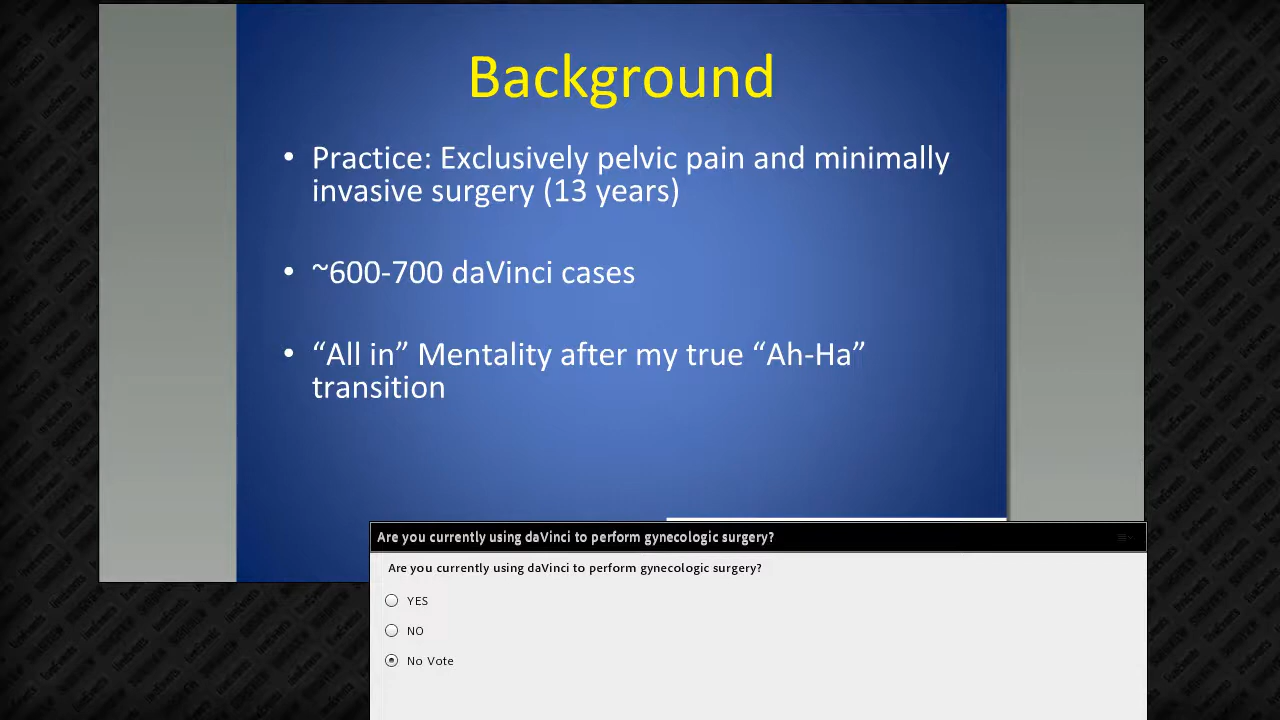 Background
• Practice: Exclusively pelvic pain and minimally
invasive surgery (13 years)
• ~600-700 daVinci cases
• “All in” Mentality after my true “Ah-Ha”
transition
Are you currently using daVinci to perform gynecologic surgery?
Are you currently using daVinci to perform gynecologic surgery?
YES
NO
No Vote